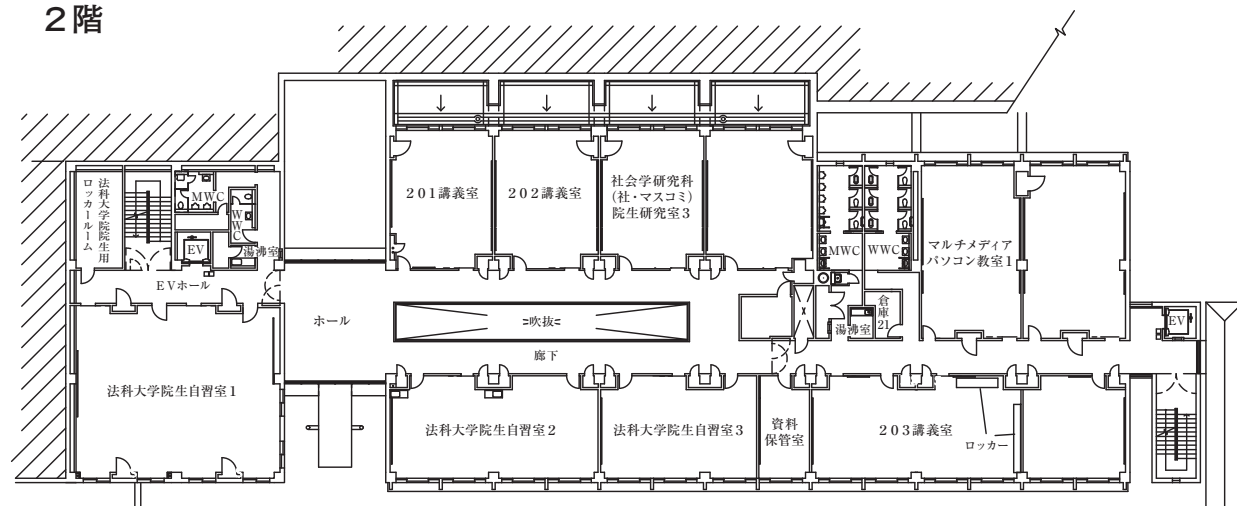 2階
法科大学院院生用
ロッカールーム
MWC
WWC
EV
湯沸室
EVホール
法科大学院生自習室1
ホール
201講義室
202講義室
社会学研究科
(社・マスコミ)
院生研究室3
吹抜
廊下
法科大学院生自習室2
法科大学院生自習室3
資料
保管室
203講義室
ロッカー
MWC
WWC
湯沸室
倉庫
21
マルチメディア
パソコン教室1
EV